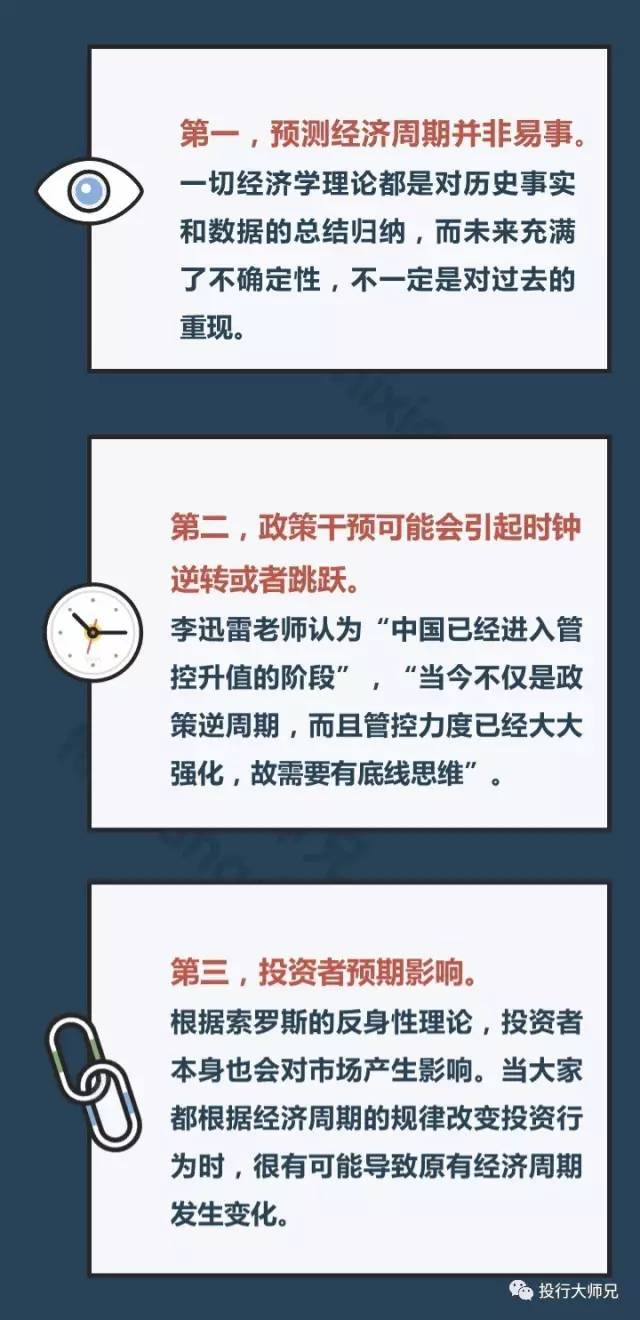 第一，预测经济周期并非易事。
一切经济学理论都是对历史事实
和数据的总结归纳，而未来充满
了不确定性，不一定是对过去的
重现。
第二，政策干预可能会引起时钟
逆转或者跳跃。
李迅雷老师认为“中国已经进入管
控升值的阶段”，“当今不仅是政
策逆周期，而且管控力度已经大大
强化，故需要有底线思维”。
第三，投资者预期影响。
根据索罗斯的反身性理论，投资者
本身也会对市场产生影响。当大家
都根据经济周期的规律改变投资行
为时，很有可能导致原有经济周期
发生变化。
投行大师兄